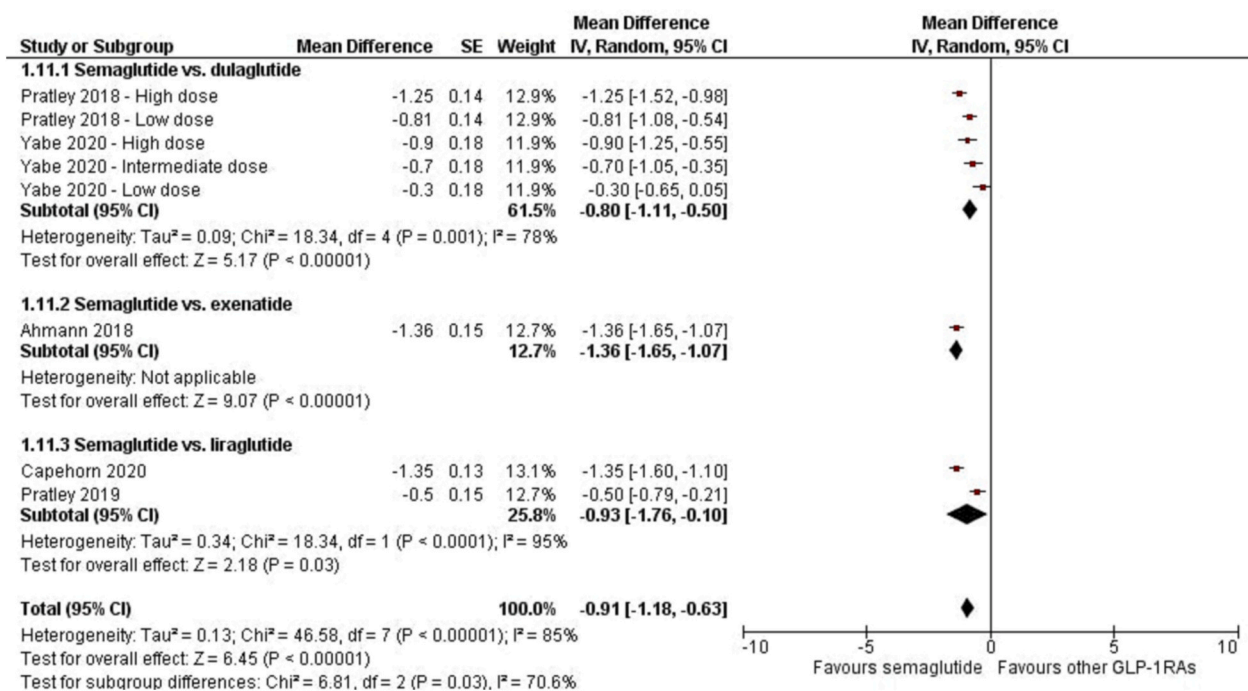 Mean Difference Mean Difference
Study or Subgroup Mean Difference SE Weight IV, Random, 95% CI IV, Random, 95% CI
1.11.1 Semaglutide vs. dulaglutide
Pratley 2018 - High dose -1.25 0.14 12.9% -1.25 [-1.52, -0.98]
Pratley 2018 - Low dose -0.81 0.14 12.9% -0.81 [-1.08, -0.54]
Yabe 2020 - High dose -0.9 0.18 11.9% -0.90 [-1.25, -0.55]
Yabe 2020 - Intermediate dose -0.7 0.18 11.9% -0.70 [-1.05, -0.35]
Yabe 2020 - Low dose -0.3 0.18 11.9% -0.30 [-0.65, 0.05]
Subtotal (95% CI) 61.5% -0.80 [-1.11, -0.50]
Heterogeneity: Tau² = 0.09; Chi² = 18.34, df = 4 (P = 0.001); I² = 78%
Test for overall effect: Z = 5.17 (P < 0.00001)
1.11.2 Semaglutide vs. exenatide
Ahmann 2018 -1.36 0.15 12.7% -1.36 [-1.65, -1.07]
Subtotal (95% CI) 12.7% -1.36 [-1.65, -1.07]
Heterogeneity: Not applicable
Test for overall effect: Z = 9.07 (P < 0.00001)
1.11.3 Semaglutide vs. liraglutide
Capehorn 2020 -1.35 0.13 13.1% -1.35 [-1.60, -1.10]
Pratley 2019 -0.5 0.15 12.7% -0.50 [-0.79, -0.21]
Subtotal (95% CI) 25.8% -0.93 [-1.76, -0.10]
Heterogeneity: Tau² = 0.34; Chi² = 18.34, df = 1 (P < 0.0001); I² = 95%
Test for overall effect: Z = 2.18 (P = 0.03)
Total (95% CI) 100.0% -0.91 [-1.18, -0.63]
Heterogeneity: Tau² = 0.13; Chi² = 46.58, df = 7 (P < 0.00001); I² = 85%
Test for overall effect: Z = 6.45 (P < 0.00001)
Test for subgroup differences: Chi² = 6.81, df = 2 (P = 0.03), I² = 70.6%
-10 -5 0 5 10
Favours semaglutide Favours other GLP-1RAs